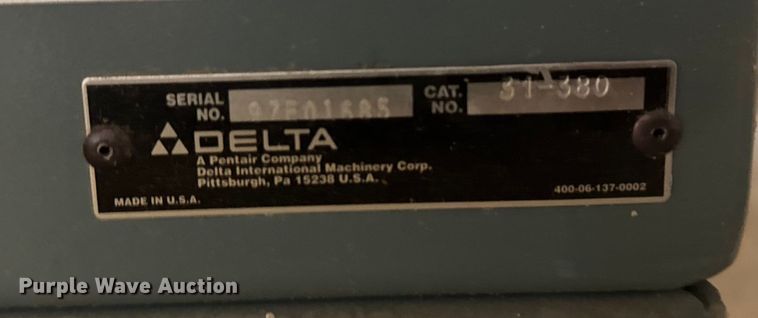 SERIAL NO. 97E01685
CAT. NO. 31-380
DELTA
A Pentair Company
Delta International Machinery Corp.
Pittsburgh, Pa 15238 U.S.A.
MADE IN U.S.A.
400-06-137-0002
Purple Wave Auction